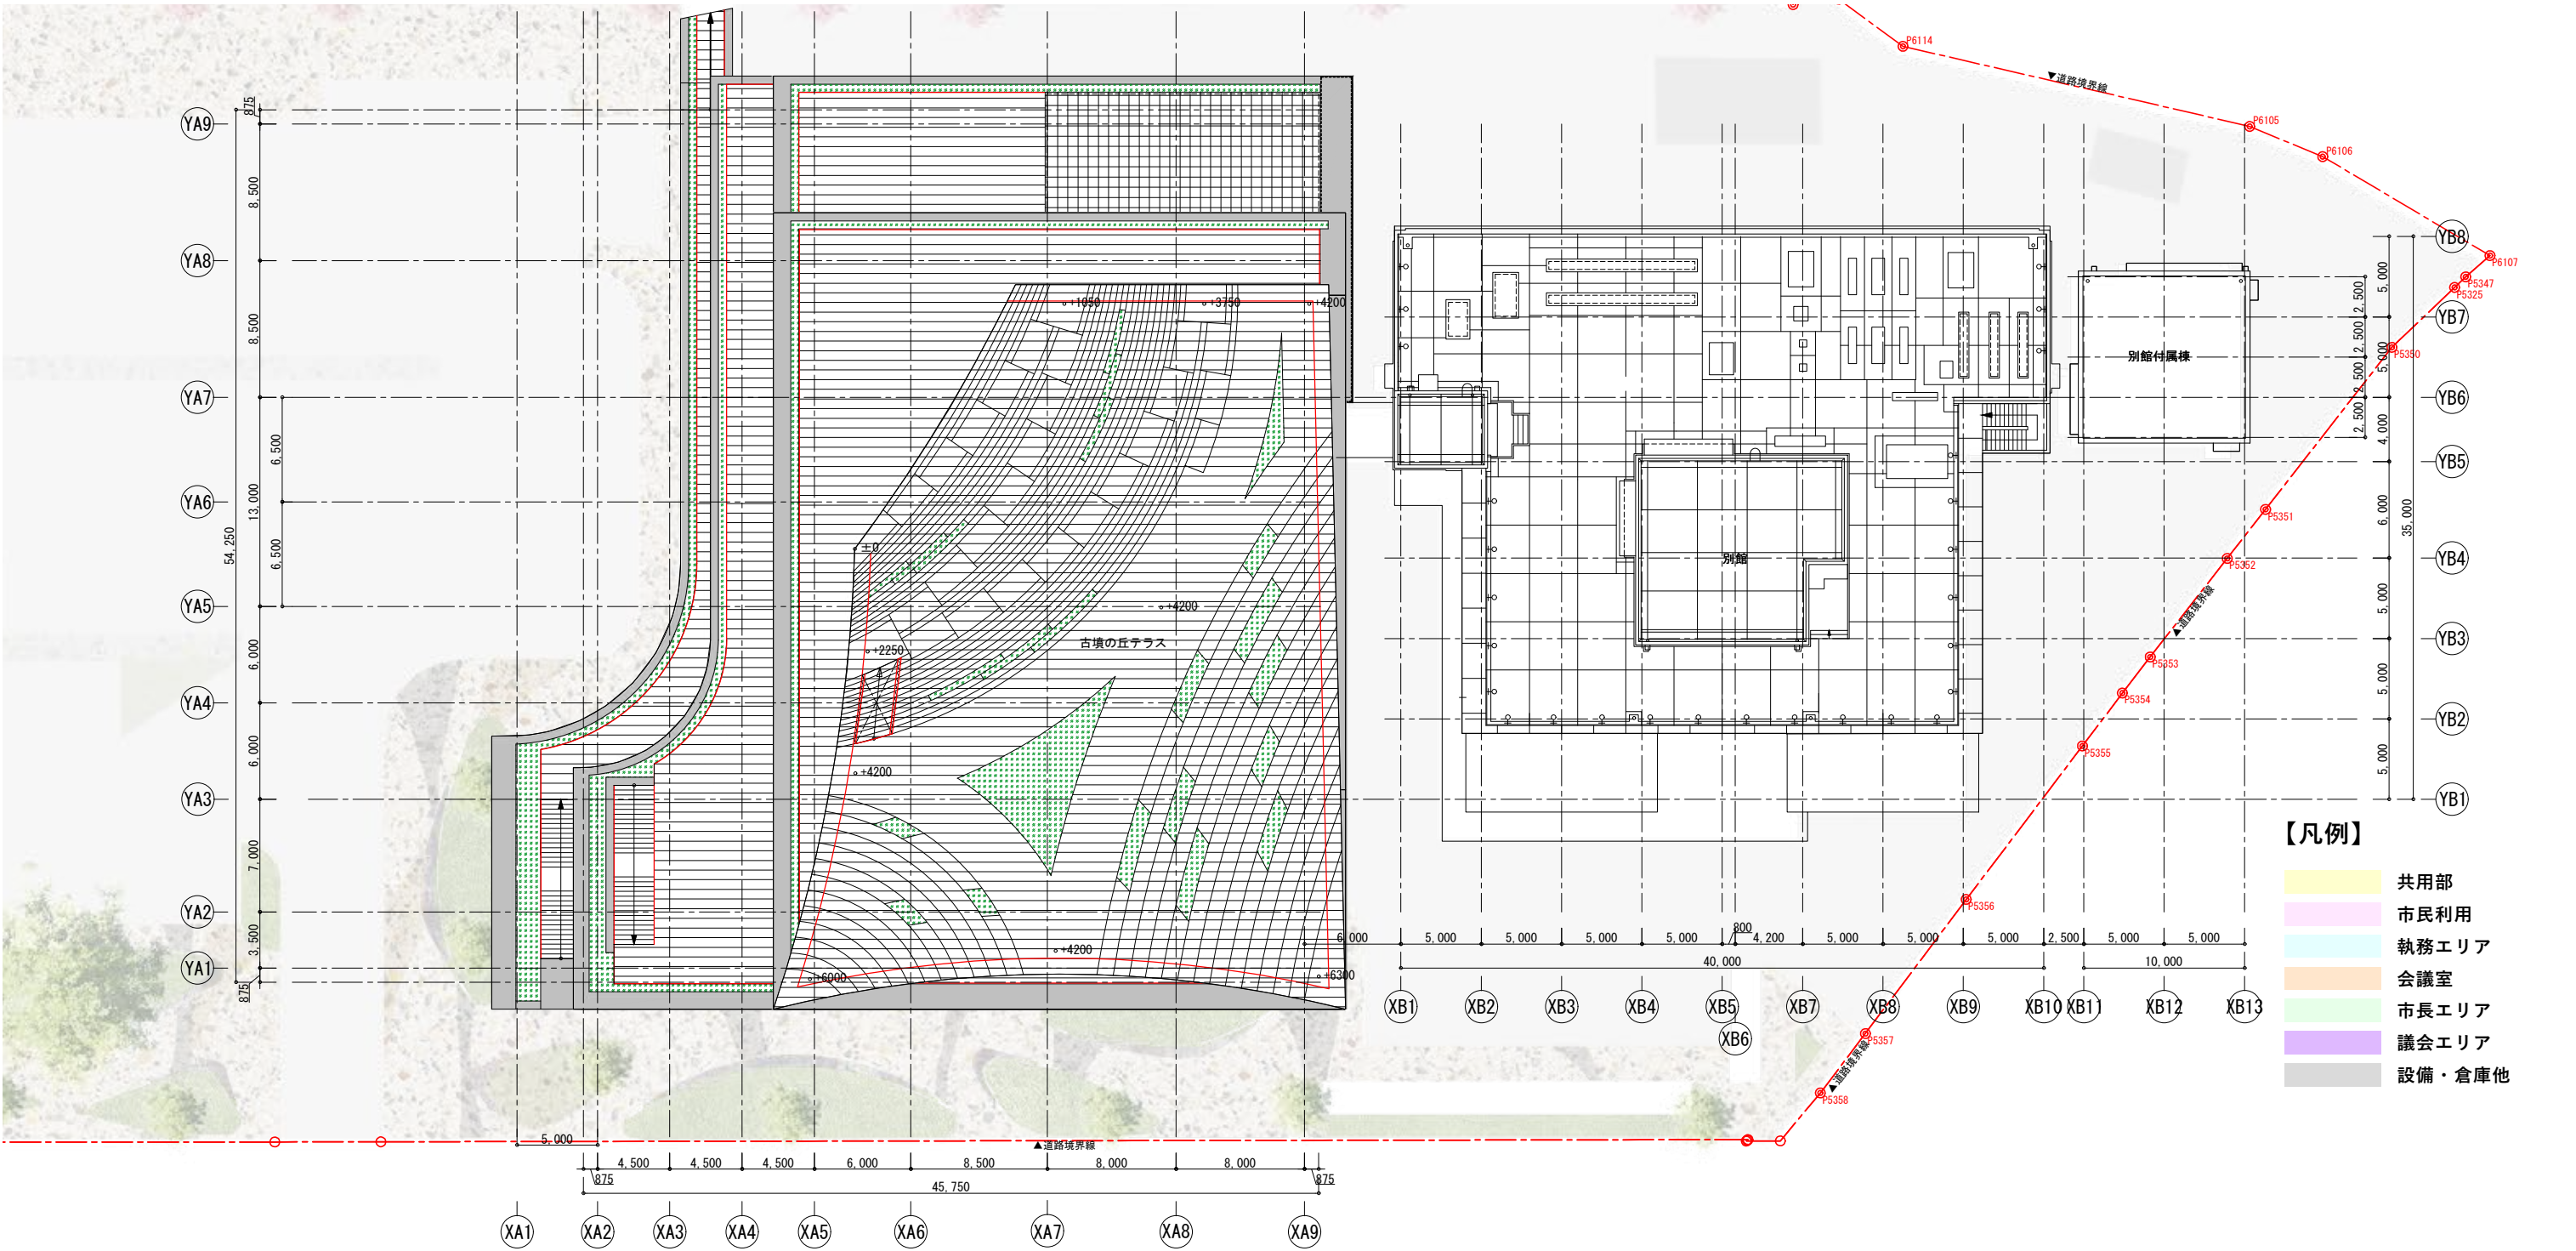 P6114
▼道路境界線
P6105
P6106
P6107
P5347
P5325
P5350
P5351
P5352
▲道路境界線
P5353
P5354
P5355
P5356
P5357
▲道路境界線
P5358
▲道路境界線
YA9
YA8
YA7
YA6
YA5
YA4
YA3
YA2
YA1
875
8,500
8,500
13,000
6,500
6,500
54,250
6,000
6,000
7,000
3,500
875
+1050
+3750
+4200
±0
+4200
古墳の丘テラス
+2250
+4200
+4200
+6000
+6300
別館
別館付属棟
YB8
YB7
YB6
YB5
YB4
YB3
YB2
YB1
5,000
5,000
4,000
6,000
5,000
5,000
5,000
35,000
2,500
2,500
2,500
2,500
6,000
5,000
5,000
5,000
5,000
800
4,200
5,000
5,000
5,000
2,500
5,000
5,000
40,000
10,000
XB1
XB2
XB3
XB4
XB5
XB6
XB7
XB8
XB9
XB10
XB11
XB12
XB13
5,000
875
4,500
4,500
4,500
6,000
8,500
8,000
8,000
875
45,750
XA1
XA2
XA3
XA4
XA5
XA6
XA7
XA8
XA9
【凡例】
共用部
市民利用
執務エリア
会議室
市長エリア
議会エリア
設備・倉庫他